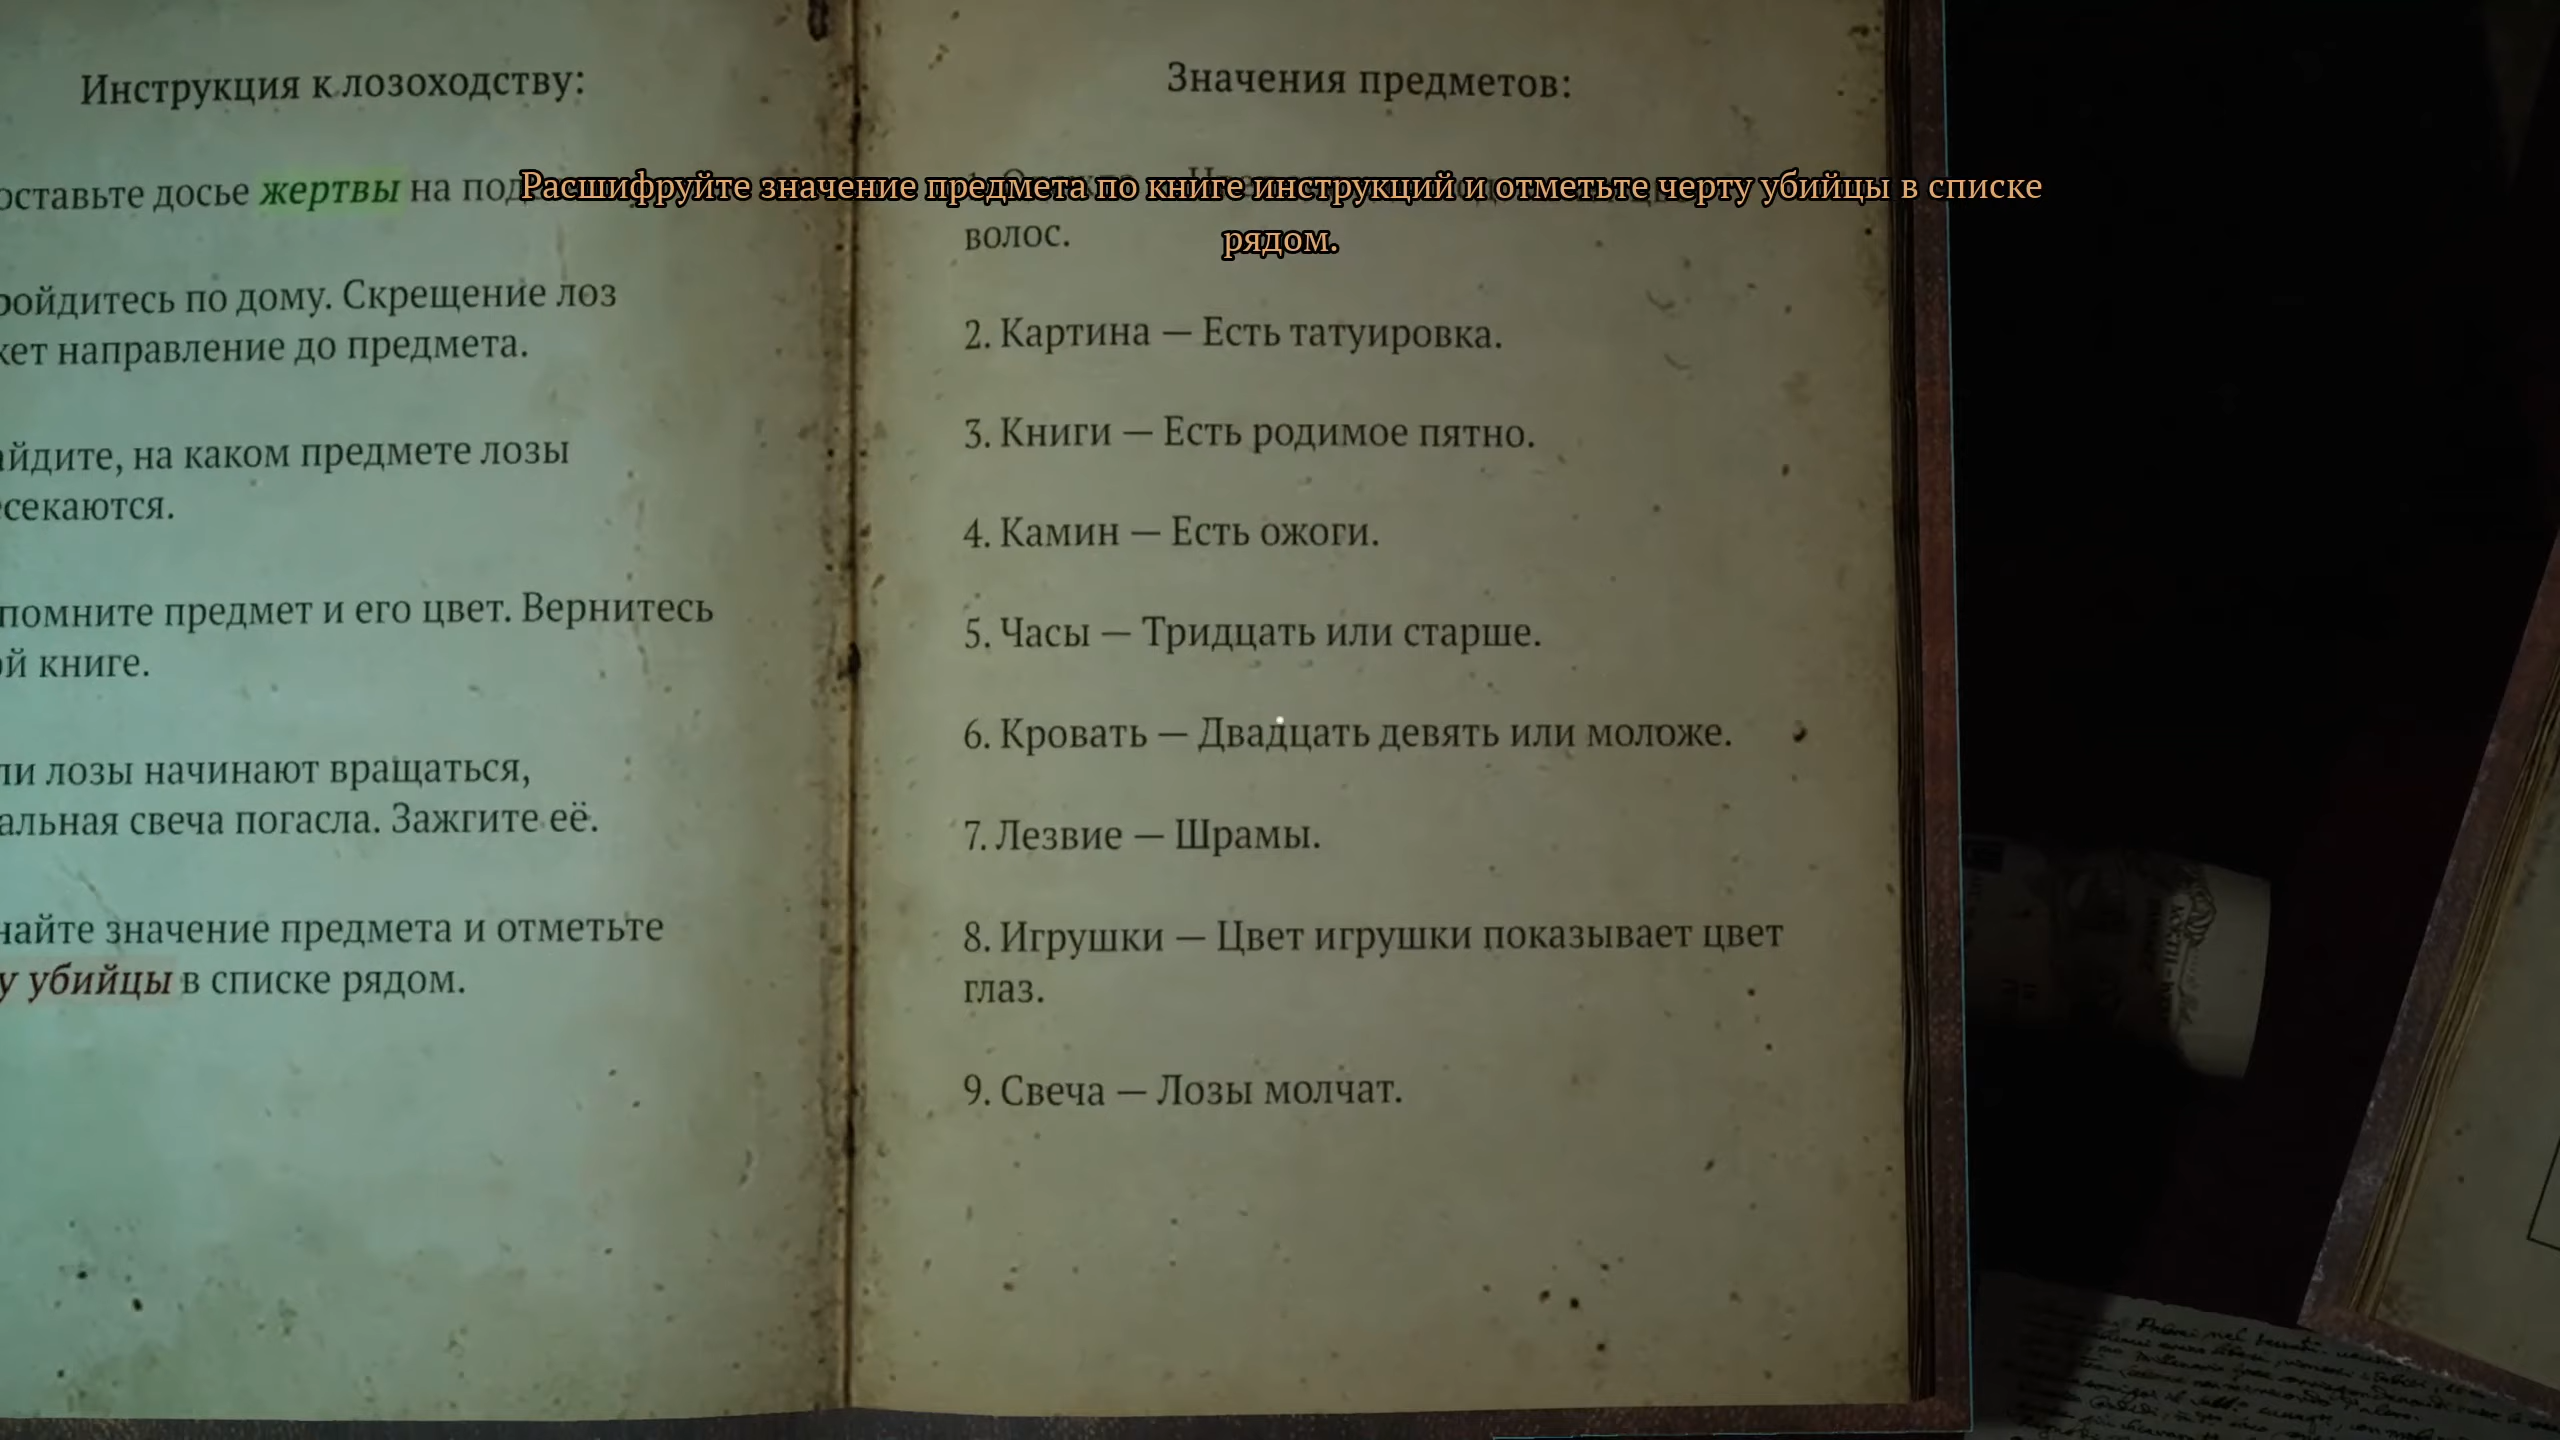 Инструкция к лозоходству:
оставьте досье жертвы на под
ройдитесь по дому. Скрещение лоз
жет направление до предмета.
айдите, на каком предмете лозы
есекаются.
помните предмет и его цвет. Вернитесь
ой книге.
ли лозы начинают вращаться,
альная свеча погасла. Зажгите её.
найте значение предмета и отметьте
у убийцы в списке рядом.
Расшифруйте значение предмета по книге инструкций и отметьте черту убийцы в списке
рядом.
Значения предметов:
волос.
2. Картина — Есть татуировка.
3. Книги — Есть родимое пятно.
4. Камин — Есть ожоги.
5. Часы — Тридцать или старше.
6. Кровать — Двадцать девять или моложе.
7. Лезвие — Шрамы.
8. Игрушки — Цвет игрушки показывает цвет
глаз.
9. Свеча — Лозы молчат.